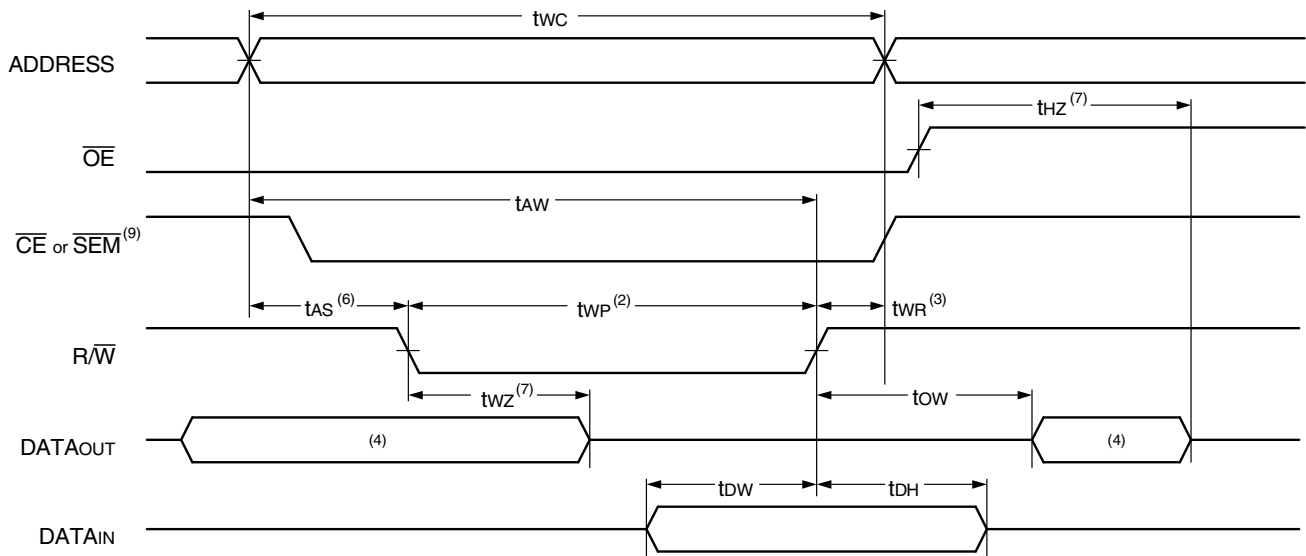 tWC
ADDRESS
tHZ (7)
OE
tAW
CE or SEM (9)
tAS (6)
tWP (2)
tWR (3)
R/W
tWZ (7)
tOW
DATAOUT
(4)
(4)
tDW
tDH
DATAIN